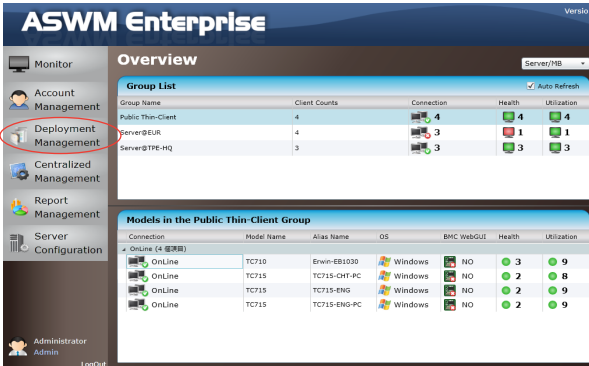 ASWM Enterprise
Versio
Monitor
Account
Management
Deployment
Management
Centralized
Management
Report
Management
Server
Configuration
Administrator
Admin
LogOut
Overview
Server/MB
Group List
Auto Refresh
Group Name Client Counts Connection Health Utilization
Public Thin-Client 4 4 4 4
Server@EUR 4 3 1 1
Server@TPE-HQ 3 3 3 3
Models in the Public Thin-Client Group
Connection Model Name Alias Name OS BMC WebGUI Health Utilization
OnLine (4 個項目)
OnLine TC710 Erwin-EB1030 Windows NO 3 9
OnLine TC715 TC715-CHT-PC Windows NO 2 8
OnLine TC715 TC715-ENG Windows NO 2 9
OnLine TC715 TC715-ENG-PC Windows NO 2 9